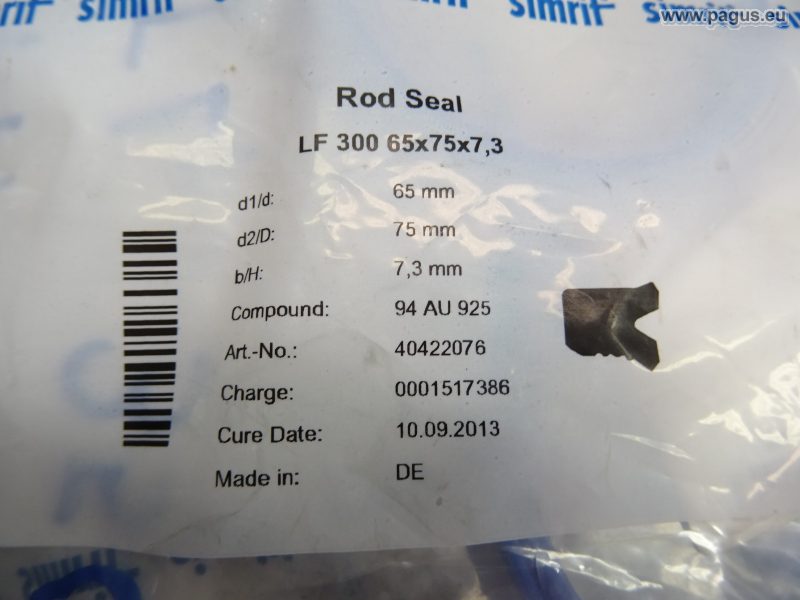 simrit simrit simrit
www.pagus.eu
Rod Seal
LF 300 65x75x7,3
d1/d: 65 mm
d2/D: 75 mm
b/H: 7,3 mm
Compound: 94 AU 925
Art.-No.: 40422076
Charge: 0001517386
Cure Date: 10.09.2013
Made in: DE